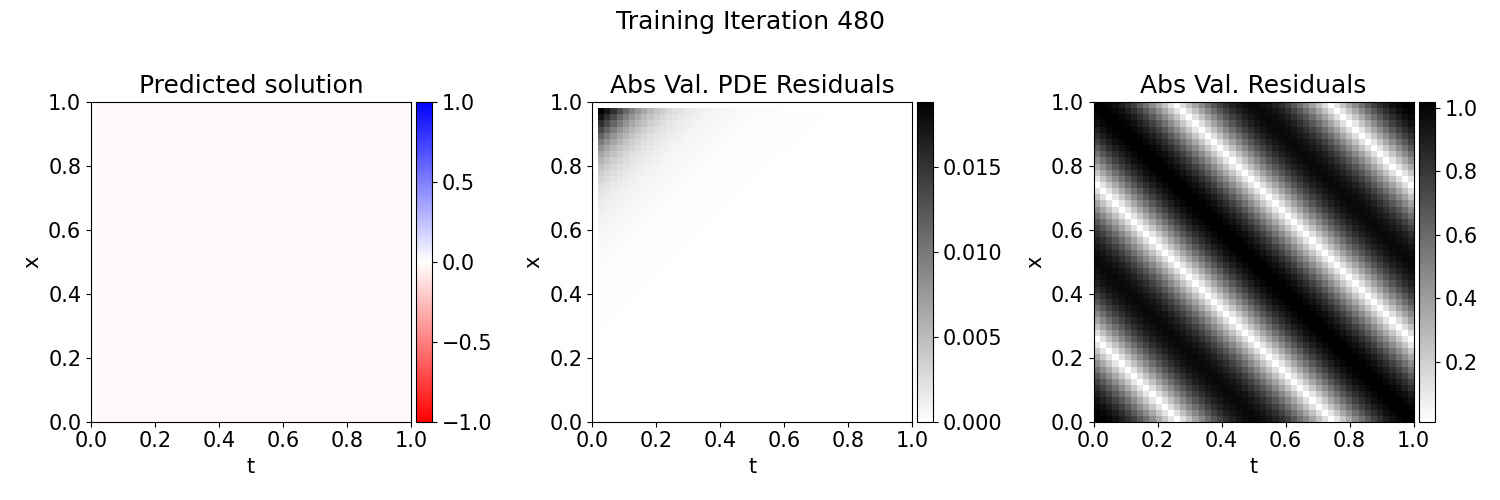 Training Iteration 480
Predicted solution
1.0
0.8
0.6
0.4
0.2
0.0
x
0.0 0.2 0.4 0.6 0.8 1.0
t
1.0
0.5
0.0
−0.5
−1.0
Abs Val. PDE Residuals
1.0
0.8
0.6
0.4
0.2
0.0
x
0.0 0.2 0.4 0.6 0.8 1.0
t
0.015
0.010
0.005
0.000
Abs Val. Residuals
1.0
0.8
0.6
0.4
0.2
0.0
x
0.0 0.2 0.4 0.6 0.8 1.0
t
1.0
0.8
0.6
0.4
0.2